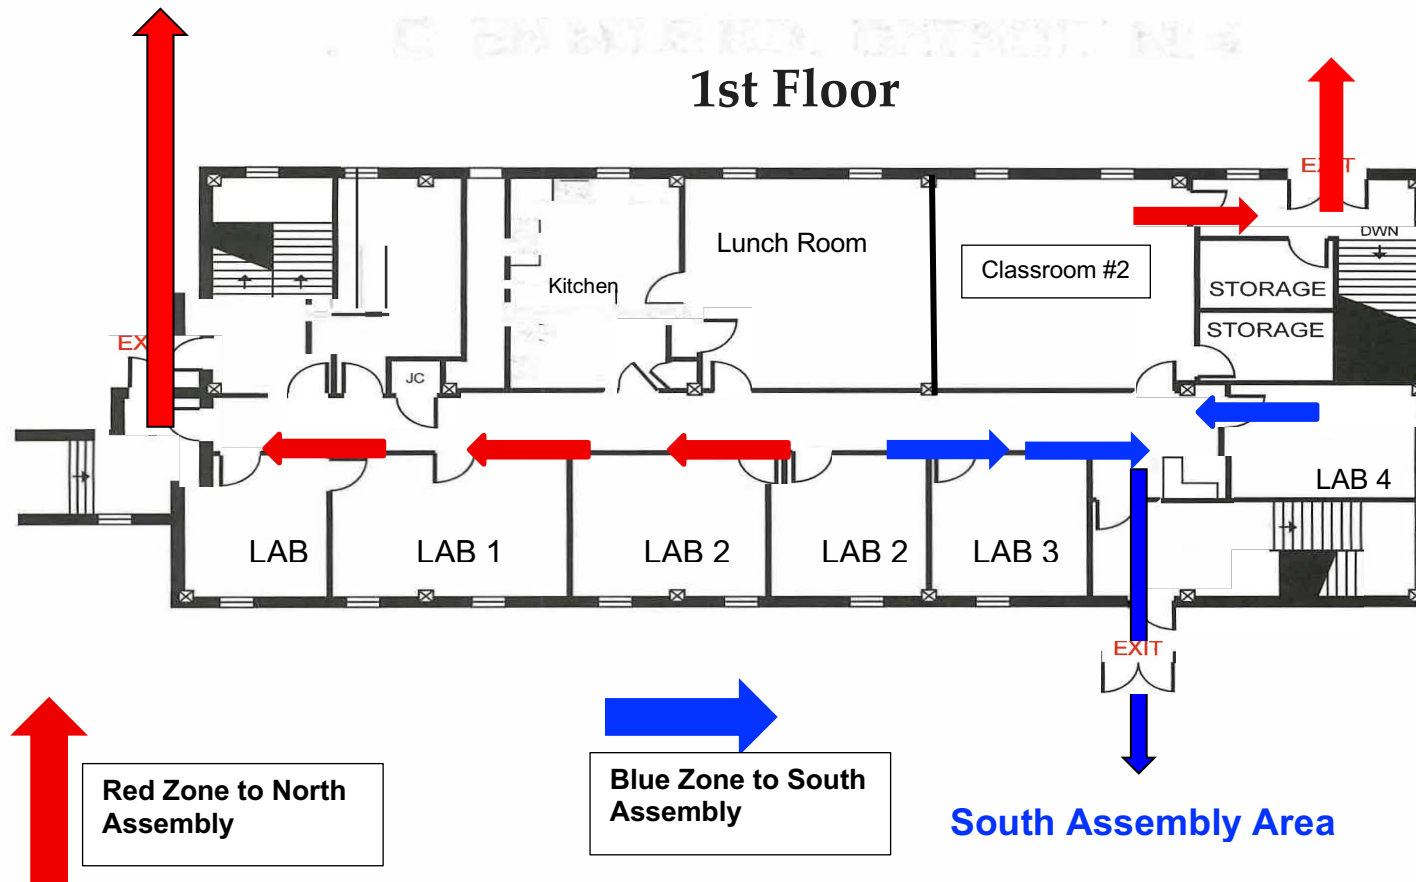 1st Floor
EXIT
Lunch Room
Classroom #2
DWN
Kitchen
STORAGE
STORAGE
JC
LAB 4
LAB
LAB 1
LAB 2
LAB 2
LAB 3
EXIT
Red Zone to North
Assembly
Blue Zone to South
Assembly
South Assembly Area